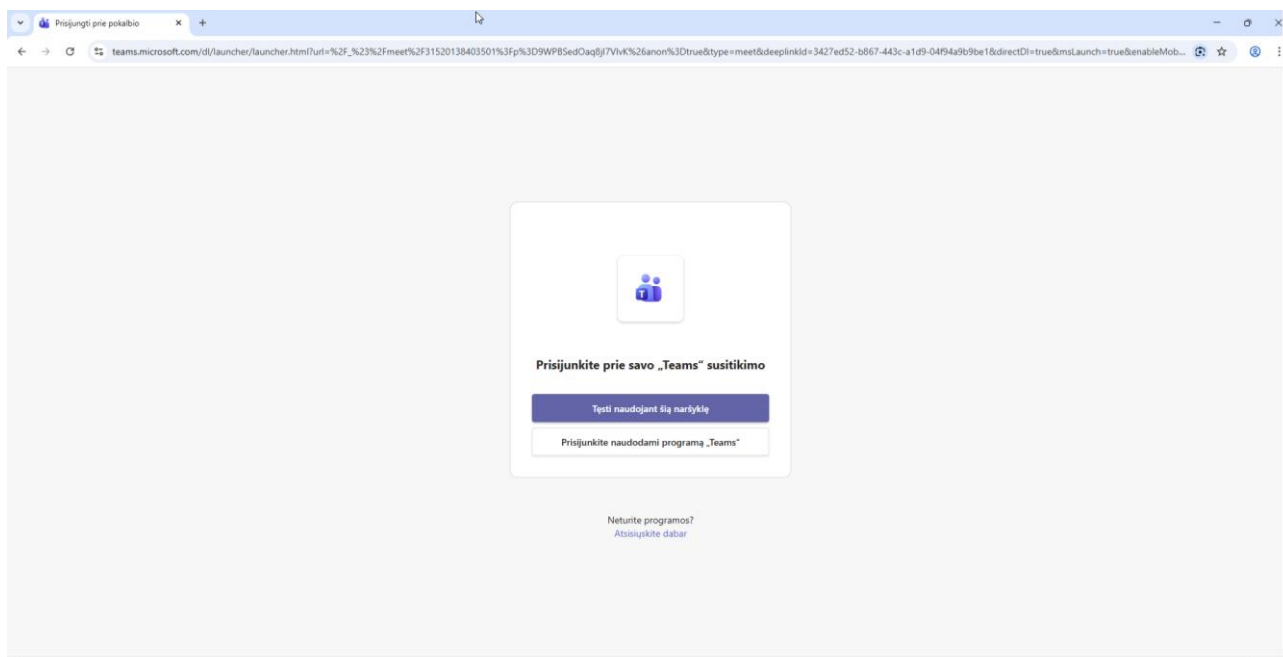 Prisijungti prie pokalbio
teams.microsoft.com/dl/launcher/launcher.html?url=%2F_%23%2Fmeet%2F31520138403501%3Fp%3D9WPBSedOaq8jl7VlvK%26anon%3Dtrue&type=meet&deeplinkId=3427ed52-b867-443c-a1d9-04f94a9b9be1&directDl=true&msLaunch=true&enableMob...
T
Prisijunkite prie savo „Teams“ susitikimo
Tęsti naudojant šią naršyklę
Prisijunkite naudodami programą „Teams“
Neturite programos?
Atsisiųskite dabar